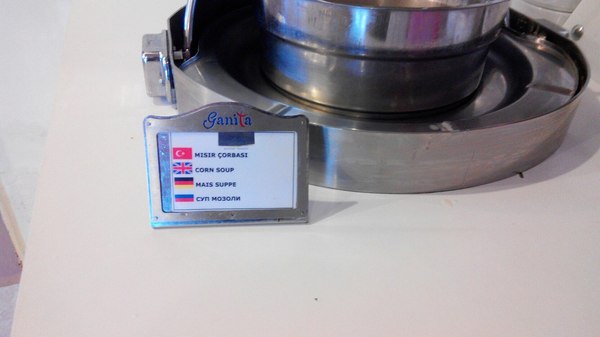 Ganita
MISIR ÇORBASI
CORN SOUP
MAIS SUPPE
СУП МОЗОЛИ